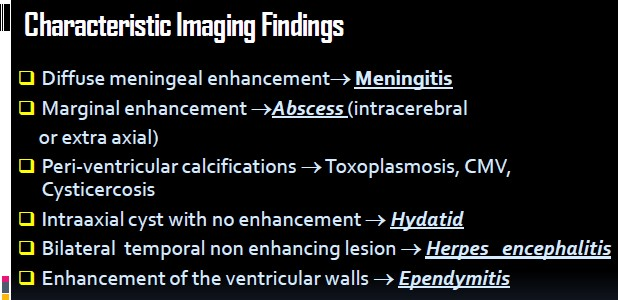 Characteristic Imaging Findings
❑ Diffuse meningeal enhancement→ Meningitis
❑ Marginal enhancement →Abscess (intracerebral
or extra axial)
❑ Peri-ventricular calcifications → Toxoplasmosis, CMV,
Cysticercosis
❑ Intraaxial cyst with no enhancement → Hydatid
❑ Bilateral temporal non enhancing lesion → Herpes encephalitis
❑ Enhancement of the ventricular walls → Ependymitis